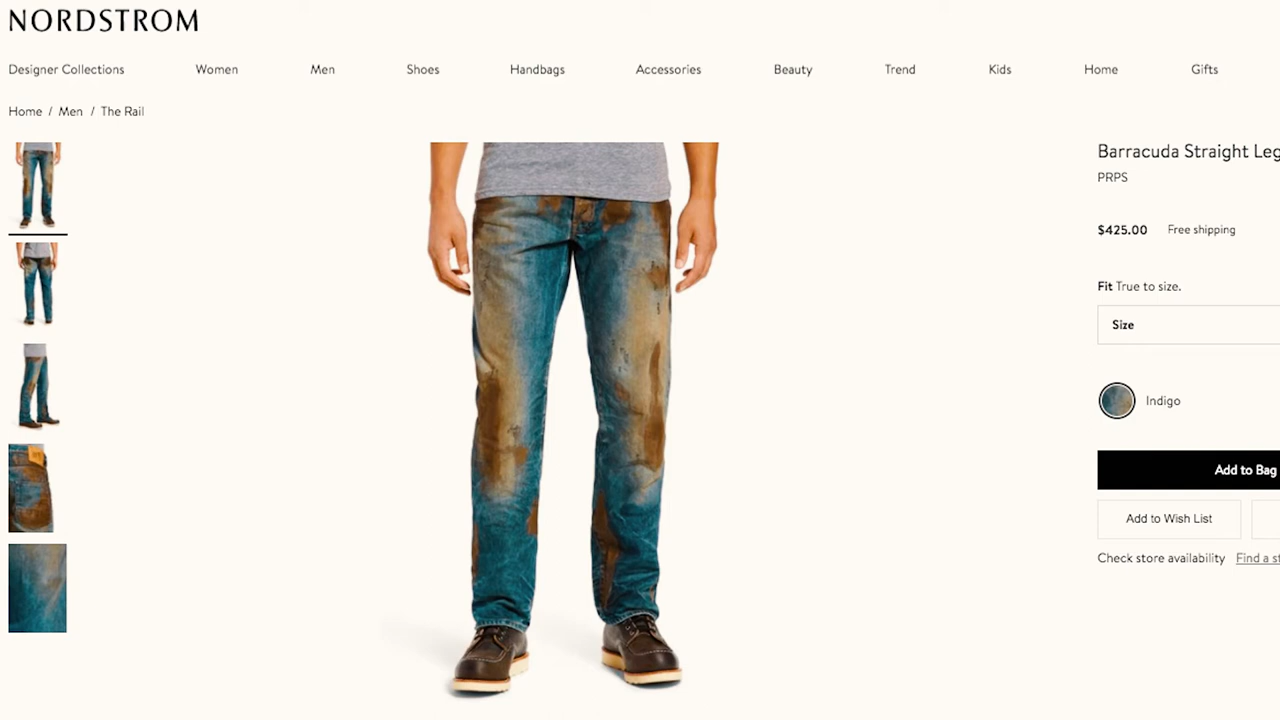 NORDSTROM
Designer Collections Women Men Shoes Handbags Accessories Beauty Trend Kids Home Gifts
Home / Men / The Rail
Barracuda Straight Leg
PRPS
$425.00 Free shipping
Fit True to size.
Size
Indigo
Add to Bag
Add to Wish List
Check store availability Find a st